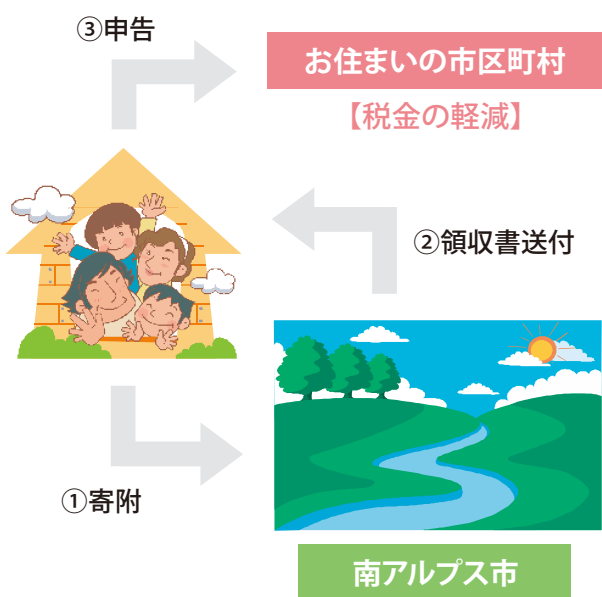 ③申告
お住まいの市区町村
【税金の軽減】
②領収書送付
①寄附
南アルプス市